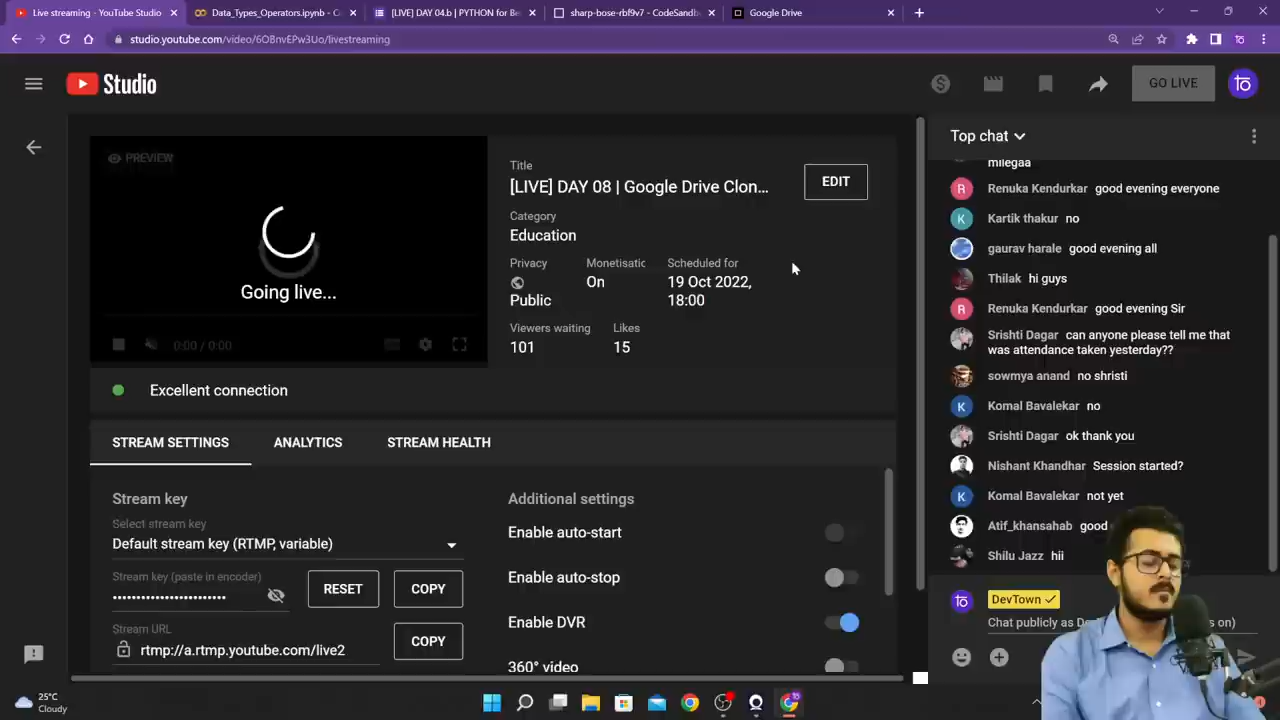 Live streaming - YouTube Studio
Data_Types_Operators.ipynb - C
[LIVE] DAY 04.b | PYTHON for Be
sharp-bose-rbf9v7 - CodeSandb
Google Drive
studio.youtube.com/video/6OBnvEPw3Uo/livestreaming
Studio
GO LIVE
PREVIEW
Going live...
0:00 / 0:00
Title
[LIVE] DAY 08 | Google Drive Clon...
EDIT
Category
Education
Privacy
Public
Monetisatic
On
Scheduled for
19 Oct 2022,
18:00
Viewers waiting
101
Likes
15
Excellent connection
STREAM SETTINGS
ANALYTICS
STREAM HEALTH
Stream key
Select stream key
Default stream key (RTMP, variable)
Stream key (paste in encoder)
••••••••••••••••••••••••
RESET
COPY
Stream URL
rtmp://a.rtmp.youtube.com/live2
COPY
Additional settings
Enable auto-start
Enable auto-stop
Enable DVR
360° video
Top chat
milegaa
R Renuka Kendurkar good evening everyone
K Kartik thakur no
gaurav harale good evening all
Thilak hi guys
R Renuka Kendurkar good evening Sir
Srishti Dagar can anyone please tell me that
was attendance taken yesterday??
sowmya anand no shristi
K Komal Bavalekar no
Srishti Dagar ok thank you
Nishant Khandhar Session started?
K Komal Bavalekar not yet
Atif_khansahab good
Shilu Jazz hii
DevTown
Chat publicly as De
s on)
25°C
Cloudy